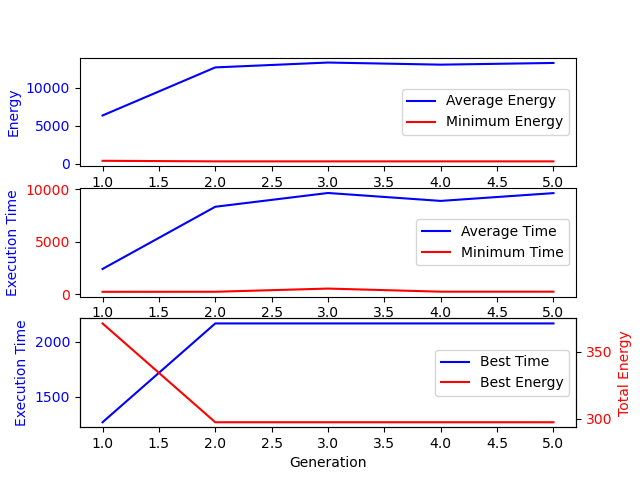 Energy
10000
5000
0
Average Energy
Minimum Energy
1.0 1.5 2.0 2.5 3.0 3.5 4.0 4.5 5.0
Execution Time
10000
5000
0
Average Time
Minimum Time
1.0 1.5 2.0 2.5 3.0 3.5 4.0 4.5 5.0
Execution Time
2000
1500
Best Time
Best Energy
350
300
Total Energy
1.0 1.5 2.0 2.5 3.0 3.5 4.0 4.5 5.0
Generation